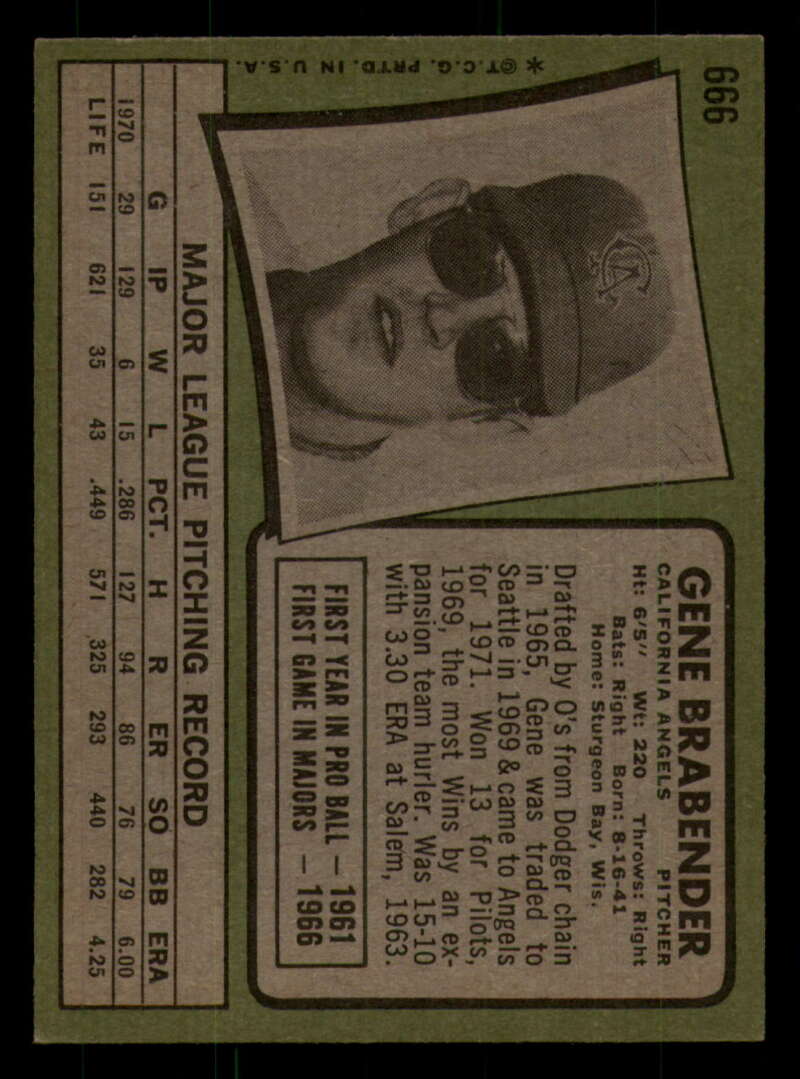 666
GENE BRABENDER
CALIFORNIA ANGELS PITCHER
Ht: 6'5" Wt: 220 Throws: Right
Bats: Right Born: 8-16-41
Home: Sturgeon Bay, Wis.
Drafted by O's from Dodger chain
in 1965, Gene was traded to
Seattle in 1969 & came to Angels
for 1971. Won 13 for Pilots,
1969, the most Wins by an ex-
pansion team hurler. Was 15-10
with 3.30 ERA at Salem, 1963.
FIRST YEAR IN PRO BALL — 1961
FIRST GAME IN MAJORS — 1966
CA
MAJOR LEAGUE PITCHING RECORD
G IP W L PCT. H R ER SO BB ERA
1970 29 129 6 15 .286 127 94 86 76 79 6.00
LIFE 151 621 35 43 .449 571 325 293 440 282 4.25
* ©T.C.G. PRTD. IN U.S.A.